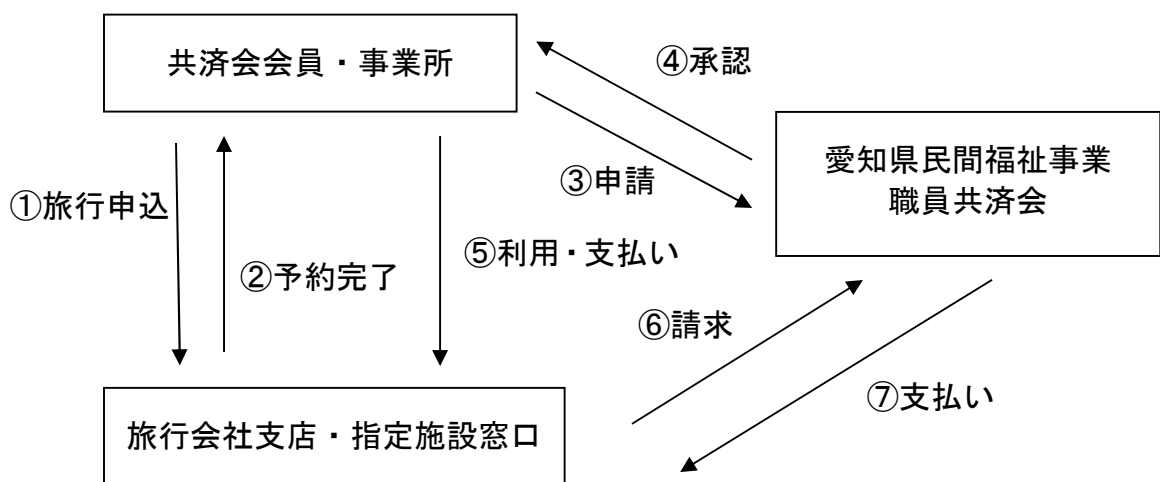 共済会会員・事業所
④承認
愛知県民間福祉事業
職員共済会
③申請
①旅行申込
⑤利用・支払い
②予約完了
⑥請求
⑦支払い
旅行会社支店・指定施設窓口